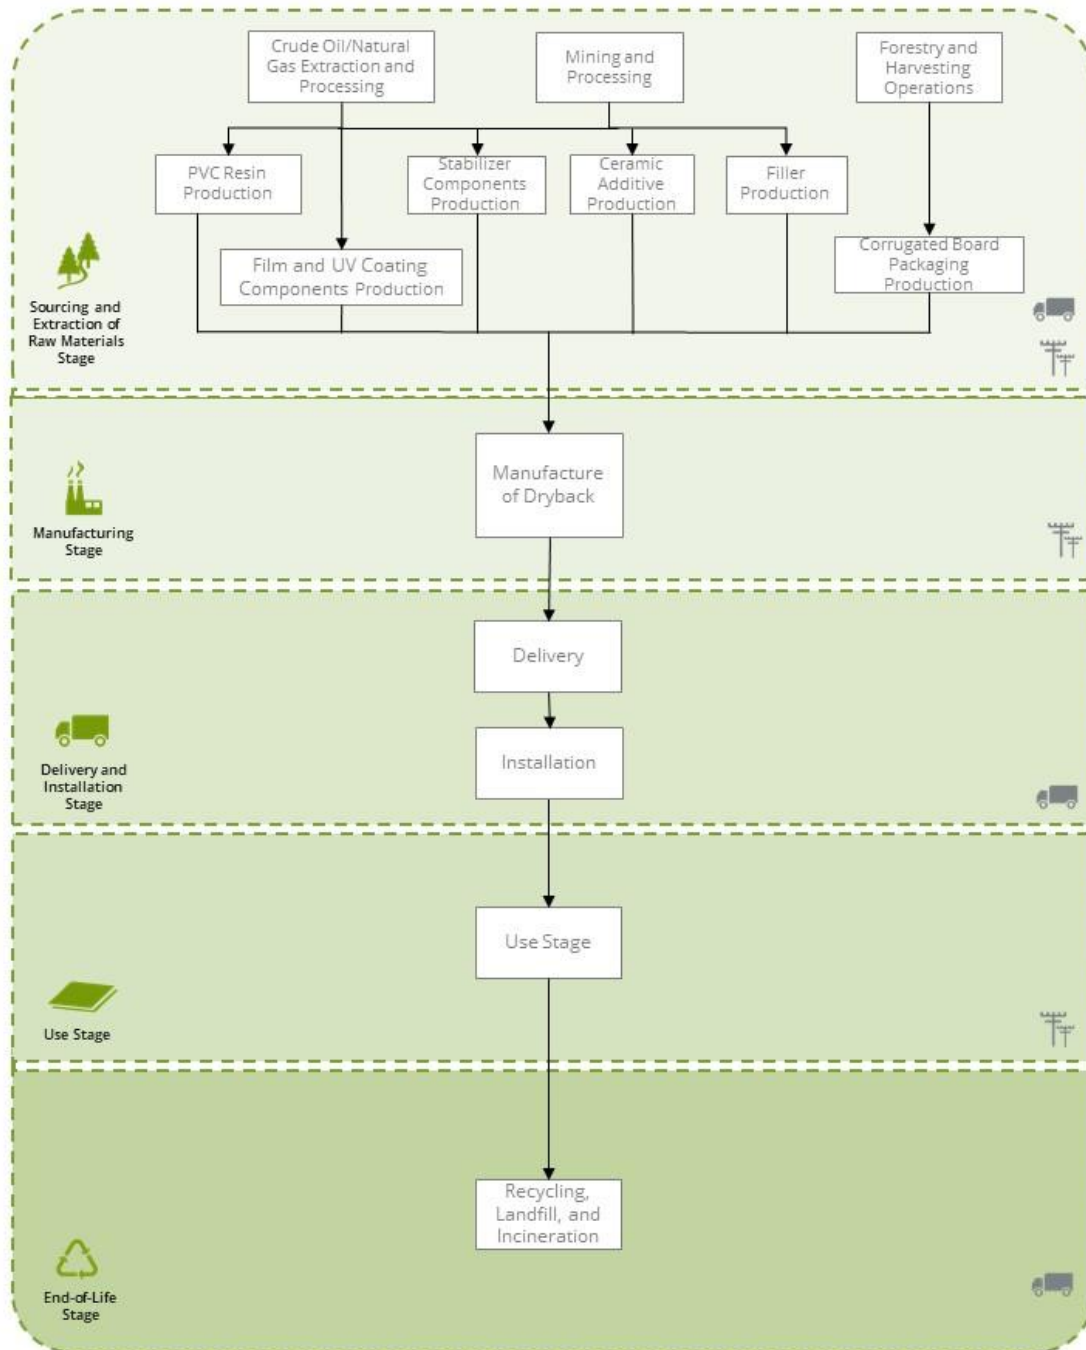 Crude Oil/Natural
Gas Extraction and
Processing
Mining and
Processing
Forestry and
Harvesting
Operations
PVC Resin
Production
Stabilizer
Components
Production
Ceramic
Additive
Production
Filler
Production
Film and UV Coating
Components Production
Corrugated Board
Packaging
Production
Sourcing and
Extraction of
Raw Materials
Stage
Manufacture
of Dryback
Manufacturing
Stage
Delivery
Installation
Delivery and
Installation
Stage
Use Stage
Use Stage
Recycling,
Landfill, and
Incineration
End-of-Life
Stage